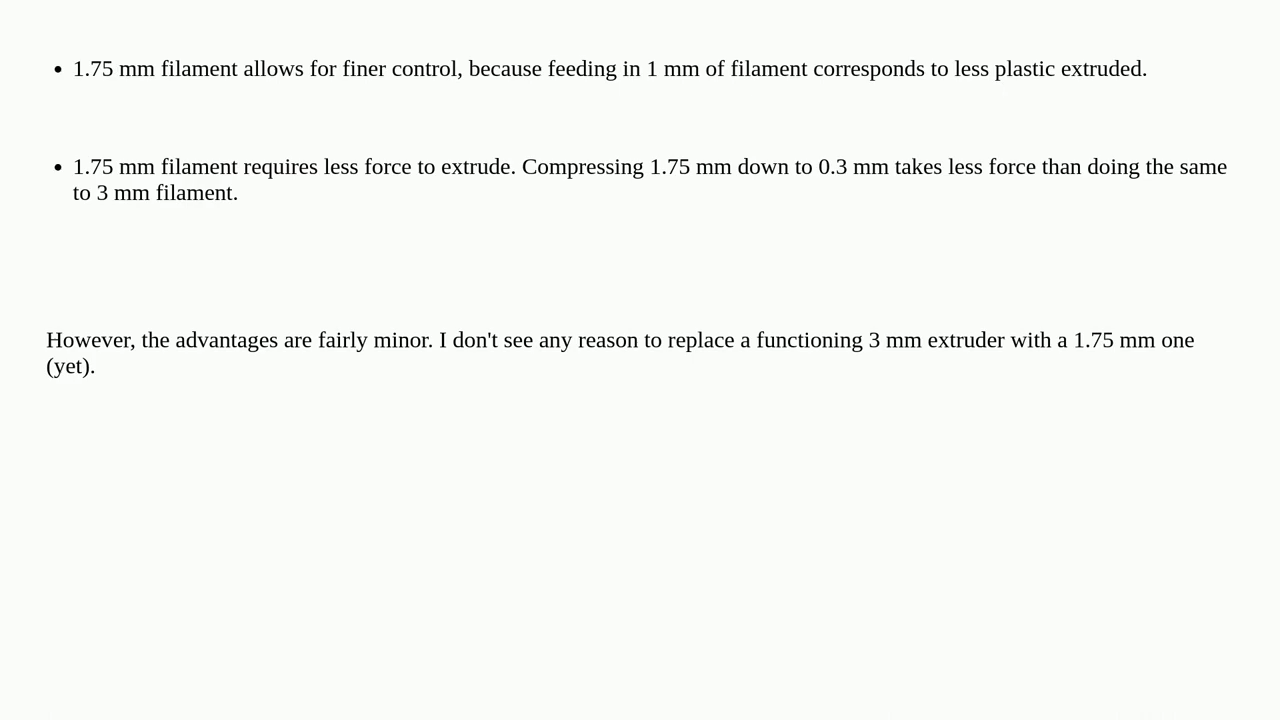 • 1.75 mm filament allows for finer control, because feeding in 1 mm of filament corresponds to less plastic extruded.
• 1.75 mm filament requires less force to extrude. Compressing 1.75 mm down to 0.3 mm takes less force than doing the same
to 3 mm filament.
However, the advantages are fairly minor. I don't see any reason to replace a functioning 3 mm extruder with a 1.75 mm one
(yet).